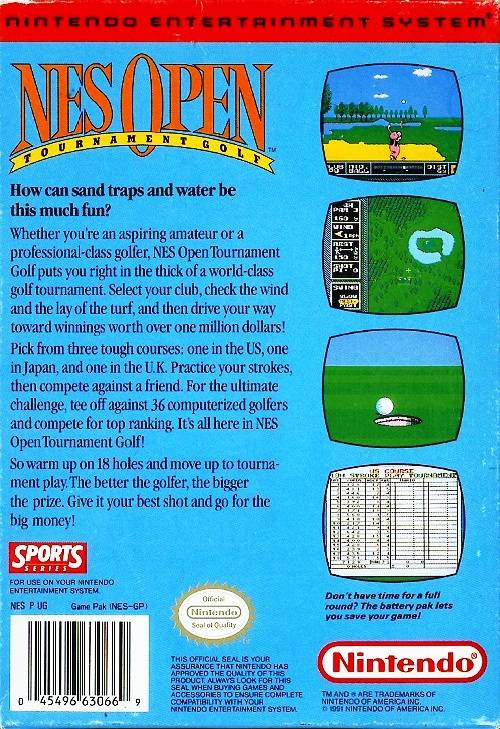 NINTENDO ENTERTAINMENT SYSTEM®
NES OPEN
TOURNAMENT GOLF™
How can sand traps and water be
this much fun?
Whether you're an aspiring amateur or a
professional-class golfer, NES Open Tournament
Golf puts you right in the thick of a world-class
golf tournament. Select your club, check the wind
and the lay of the turf, and then drive your way
toward winnings worth over one million dollars!
Pick from three tough courses: one in the US, one
in Japan, and one in the U.K. Practice your strokes,
then compete against a friend. For the ultimate
challenge, tee off against 36 computerized golfers
and compete for top ranking. It's all here in NES
Open Tournament Golf!
So warm up on 18 holes and move up to tourna-
ment play. The better the golfer, the bigger
the prize. Give it your best shot and go for the
big money!
PAR
WIND
SWING
US COURSE
STROKE PLAY TOURNAMENT
Don't have time for a full
round? The battery pak lets
you save your game!
SPORTS
SERIES
FOR USE ON YOUR NINTENDO
ENTERTAINMENT SYSTEM.
NES P UG Game Pak (NES-GP)
0 45496 63066 9
Official
Nintendo
Seal of Quality
THIS OFFICIAL SEAL IS YOUR
ASSURANCE THAT NINTENDO HAS
APPROVED THE QUALITY OF THIS
PRODUCT. ALWAYS LOOK FOR THIS
SEAL WHEN BUYING GAMES AND
ACCESSORIES TO ENSURE COMPLETE
COMPATIBILITY WITH YOUR
NINTENDO ENTERTAINMENT SYSTEM.
Nintendo®
TM AND ® ARE TRADEMARKS OF
NINTENDO OF AMERICA INC.
© 1991 NINTENDO OF AMERICA INC.